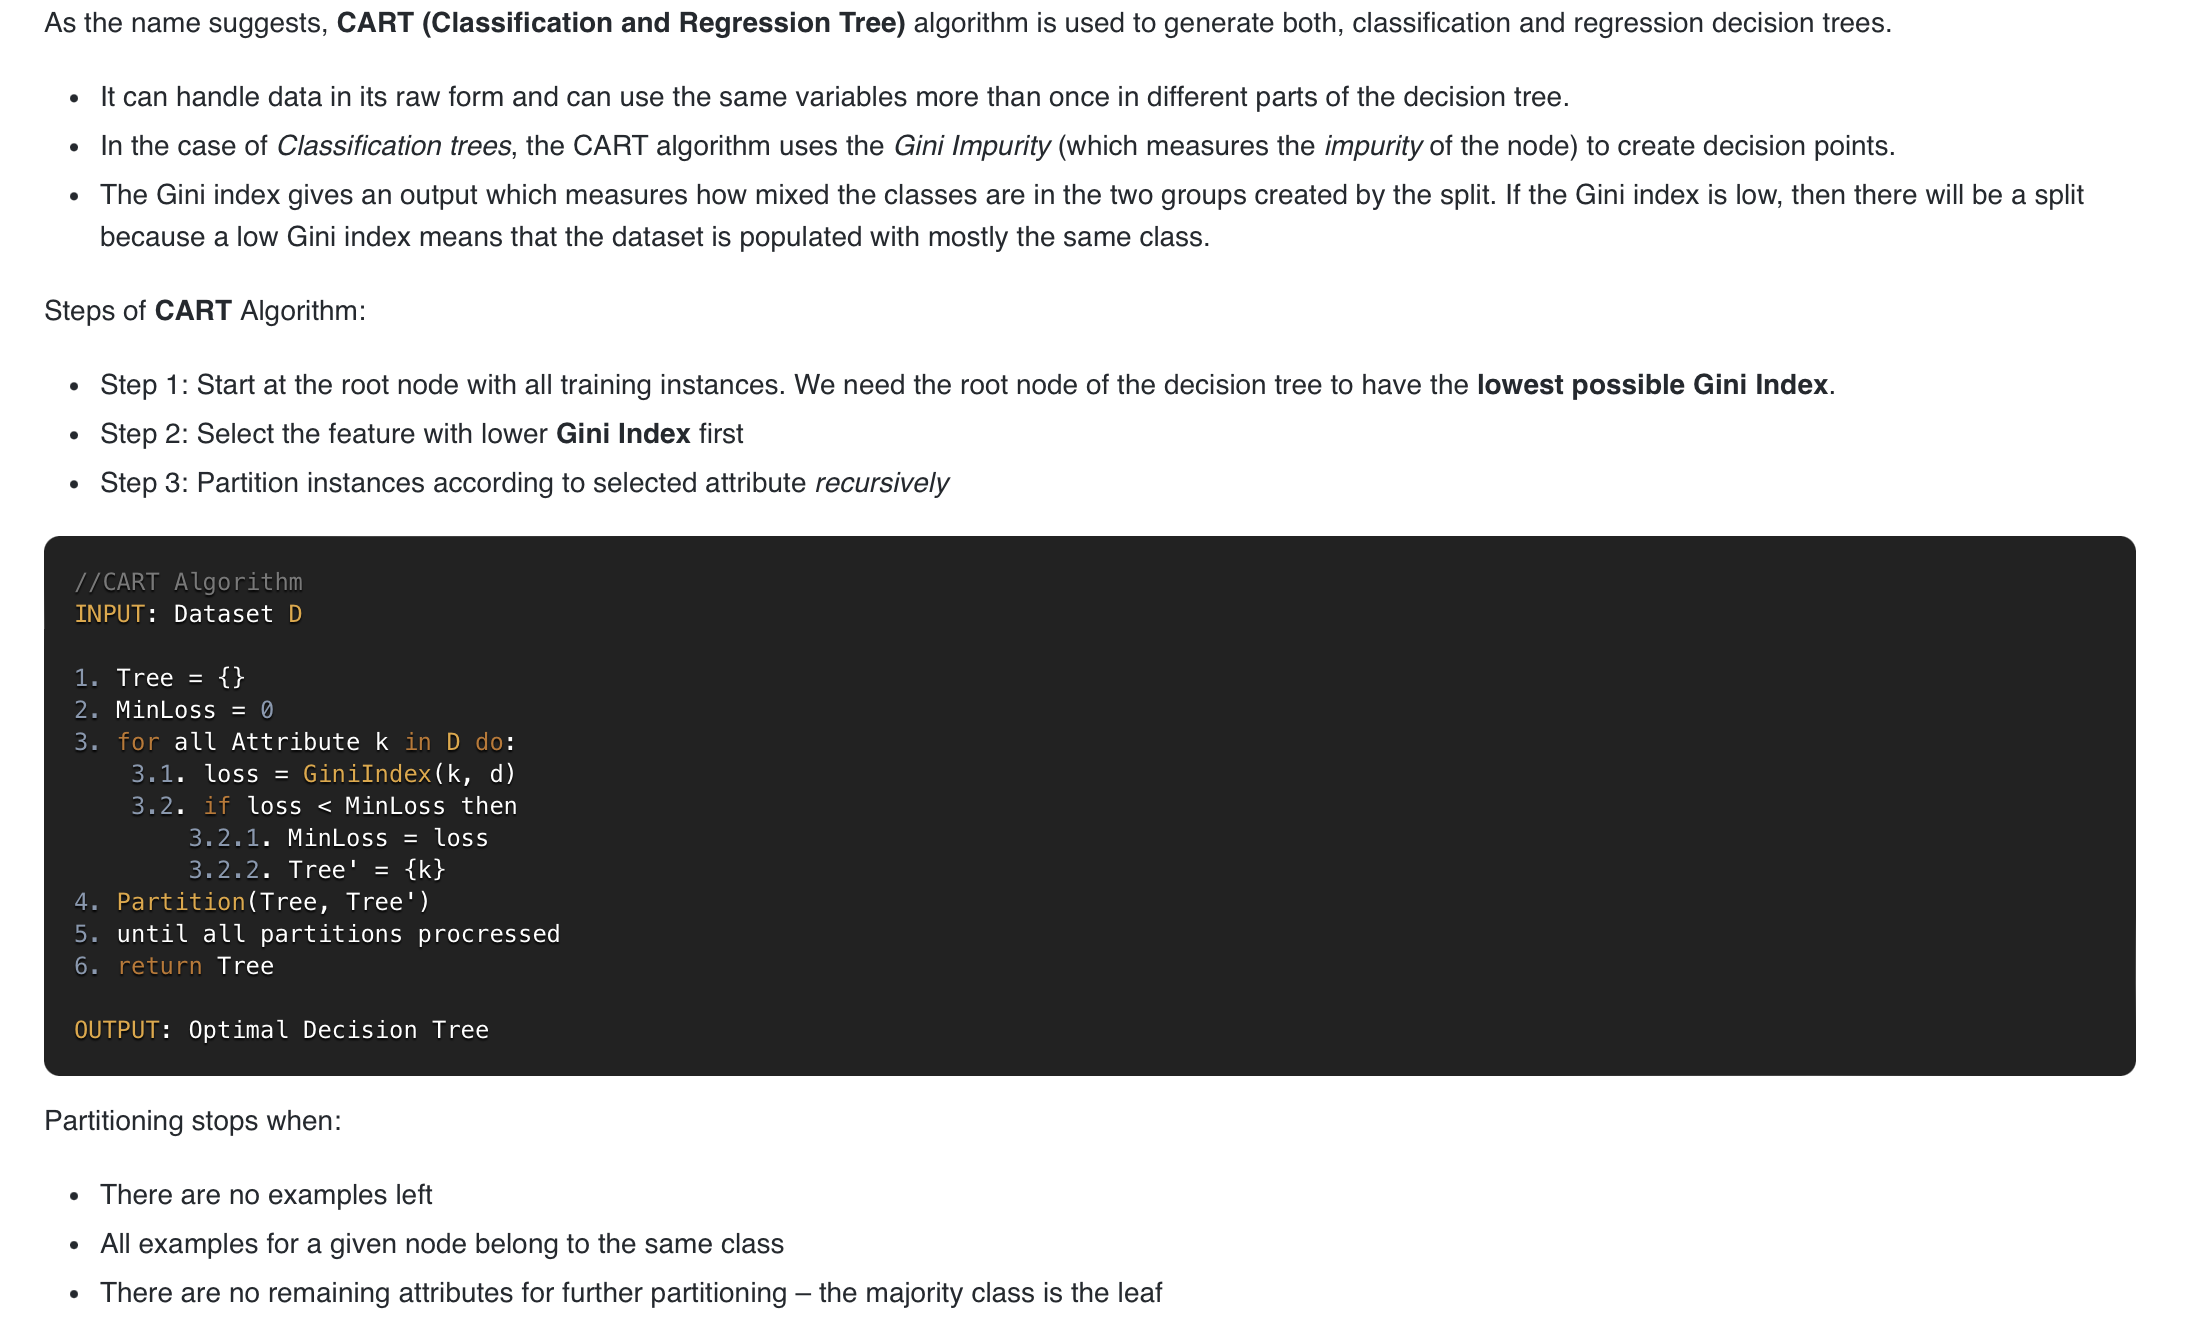 As the name suggests, CART (Classification and Regression Tree) algorithm is used to generate both, classification and regression decision trees.
• It can handle data in its raw form and can use the same variables more than once in different parts of the decision tree.
• In the case of Classification trees, the CART algorithm uses the Gini Impurity (which measures the impurity of the node) to create decision points.
• The Gini index gives an output which measures how mixed the classes are in the two groups created by the split. If the Gini index is low, then there will be a split
because a low Gini index means that the dataset is populated with mostly the same class.
Steps of CART Algorithm:
• Step 1: Start at the root node with all training instances. We need the root node of the decision tree to have the lowest possible Gini Index.
• Step 2: Select the feature with lower Gini Index first
• Step 3: Partition instances according to selected attribute recursively
//CART Algorithm
INPUT: Dataset D
1. Tree = {}
2. MinLoss = 0
3. for all Attribute k in D do:
3.1. loss = GiniIndex(k, d)
3.2. if loss < MinLoss then
3.2.1. MinLoss = loss
3.2.2. Tree' = {k}
4. Partition(Tree, Tree')
5. until all partitions procressed
6. return Tree
OUTPUT: Optimal Decision Tree
Partitioning stops when:
• There are no examples left
• All examples for a given node belong to the same class
• There are no remaining attributes for further partitioning – the majority class is the leaf